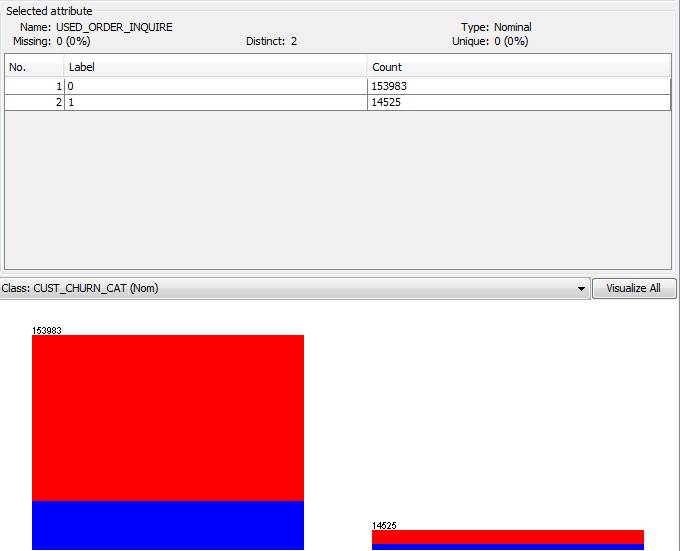 Selected attribute
Name: USED_ORDER_INQUIRE Type: Nominal
Missing: 0 (0%) Distinct: 2 Unique: 0 (0%)
No. Label Count
1 0 153983
2 1 14525
Class: CUST_CHURN_CAT (Nom) Visualize All
153983
14525